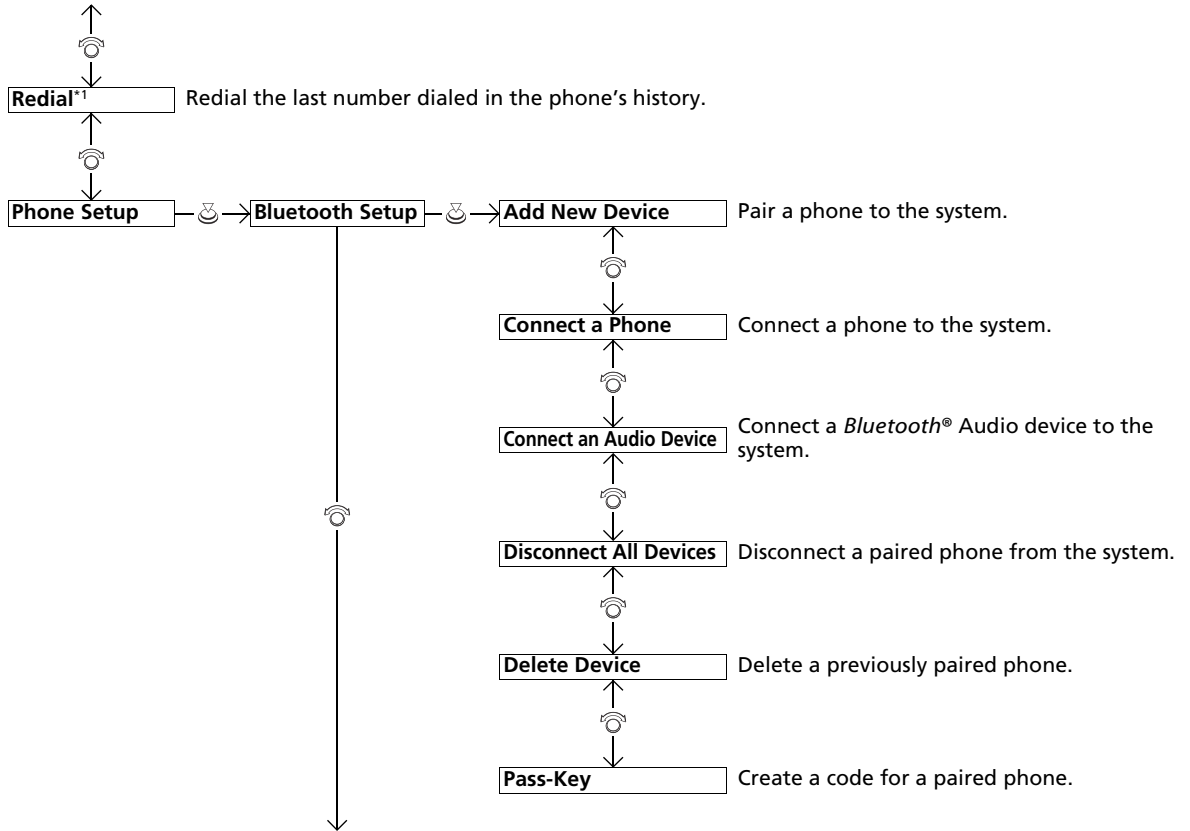 Redial*1 Redial the last number dialed in the phone's history.
Phone Setup Bluetooth Setup Add New Device Pair a phone to the system.
Connect a Phone Connect a phone to the system.
Connect an Audio Device Connect a Bluetooth® Audio device to the
system.
Disconnect All Devices Disconnect a paired phone from the system.
Delete Device Delete a previously paired phone.
Pass-Key Create a code for a paired phone.